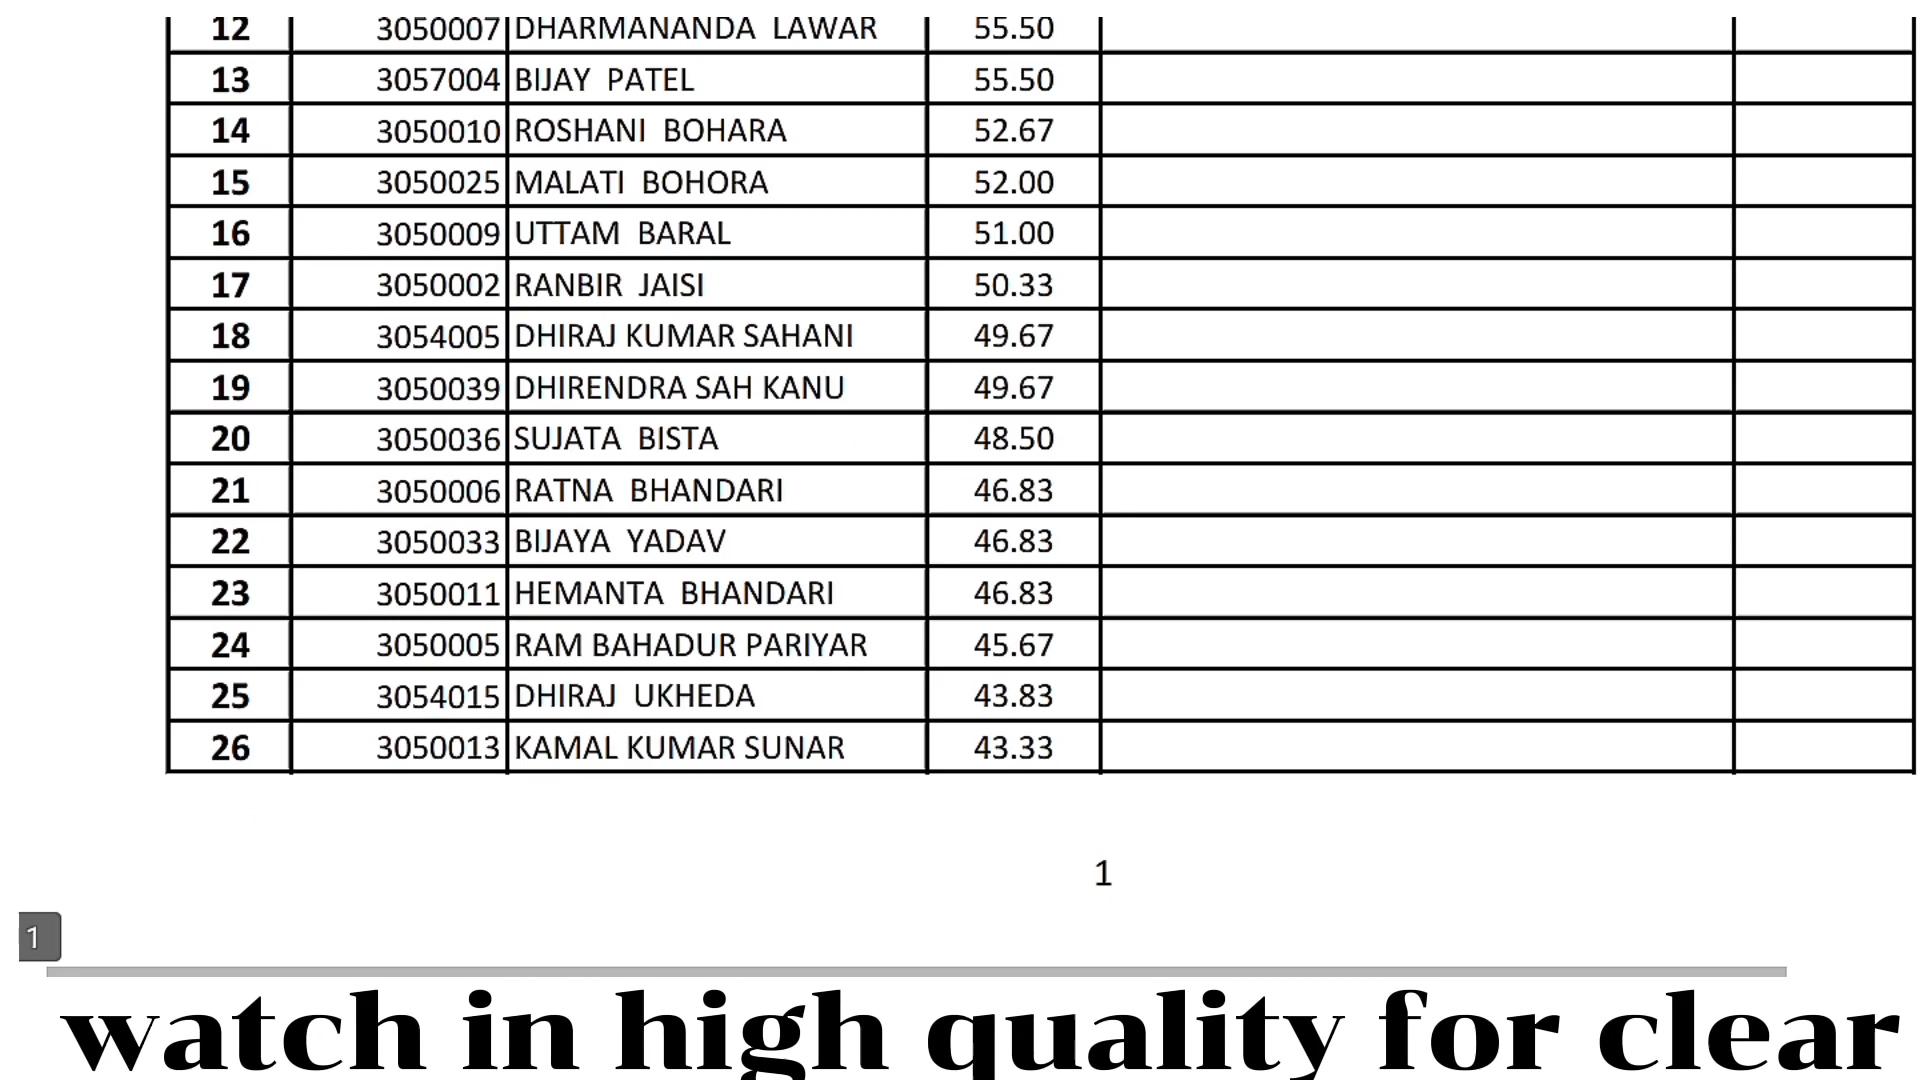 12 3050007 DHARMANANDA LAWAR 55.50
13 3057004 BIJAY PATEL 55.50
14 3050010 ROSHANI BOHARA 52.67
15 3050025 MALATI BOHORA 52.00
16 3050009 UTTAM BARAL 51.00
17 3050002 RANBIR JAISI 50.33
18 3054005 DHIRAJ KUMAR SAHANI 49.67
19 3050039 DHIRENDRA SAH KANU 49.67
20 3050036 SUJATA BISTA 48.50
21 3050006 RATNA BHANDARI 46.83
22 3050033 BIJAYA YADAV 46.83
23 3050011 HEMANTA BHANDARI 46.83
24 3050005 RAM BAHADUR PARIYAR 45.67
25 3054015 DHIRAJ UKHEDA 43.83
26 3050013 KAMAL KUMAR SUNAR 43.33
1
1
watch in high quality for clear